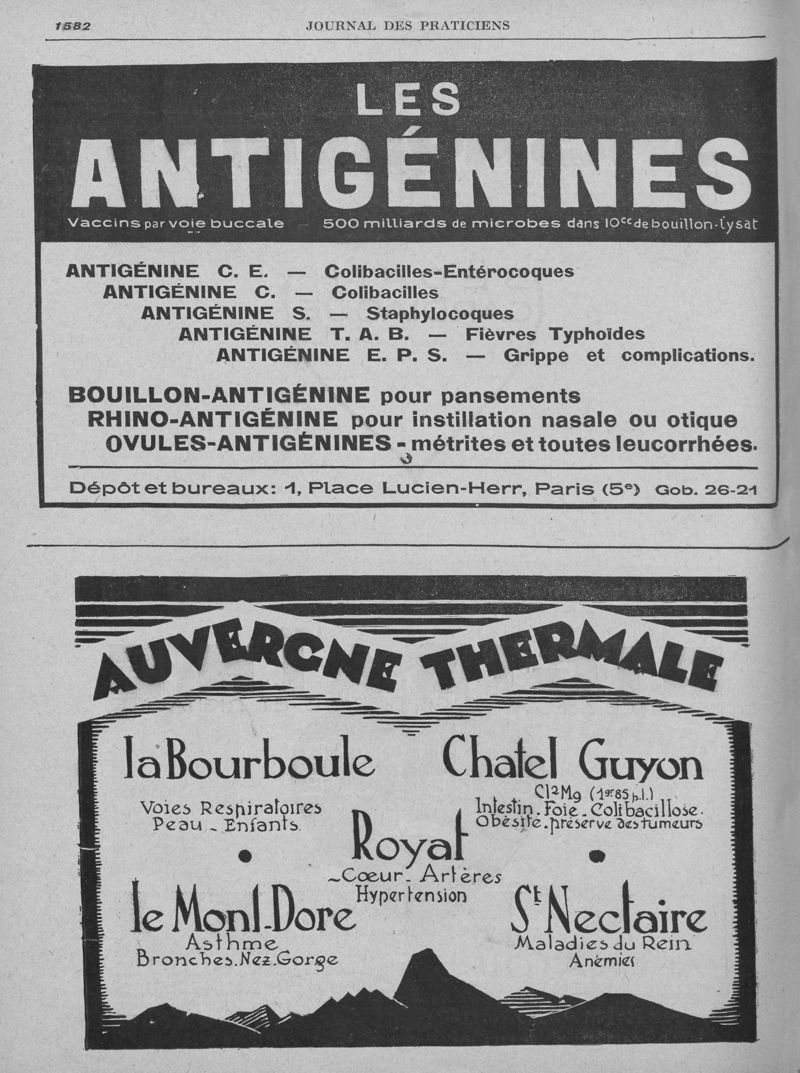 1582
JOURNAL DES PRATICIENS
LES
ANTIGÉNINES
Vaccins par voie buccale 500 milliards de microbes dans 10cc de bouillon-lysat
ANTIGÉNINE C. E. — Colibacilles-Entérocoques
ANTIGÉNINE C. — Colibacilles
ANTIGÉNINE S. — Staphylocoques
ANTIGÉNINE T. A. B. — Fièvres Typhoïdes
ANTIGÉNINE E. P. S. — Grippe et complications.
BOUILLON-ANTIGÉNINE pour pansements
RHINO-ANTIGÉNINE pour instillation nasale ou otique
OVULES-ANTIGÉNINES - métrites et toutes leucorrhées.
Dépôt et bureaux: 1, Place Lucien-Herr, Paris (5e) Gob. 26-21
AUVERGNE THERMALE
la Bourboule
Voies Respiratoires
Peau - Enfants.
Chatel Guyon
Cl2Mg (1gr85 p.l.)
Intestin. Foie. Colibacillose.
Obésité. préserve des tumeurs
Royat
Cœur - Artères
Hypertension
le Mont-Dore
Asthme
Bronches. Nez. Gorge
St Nectaire
Maladies du Rein
Anémies